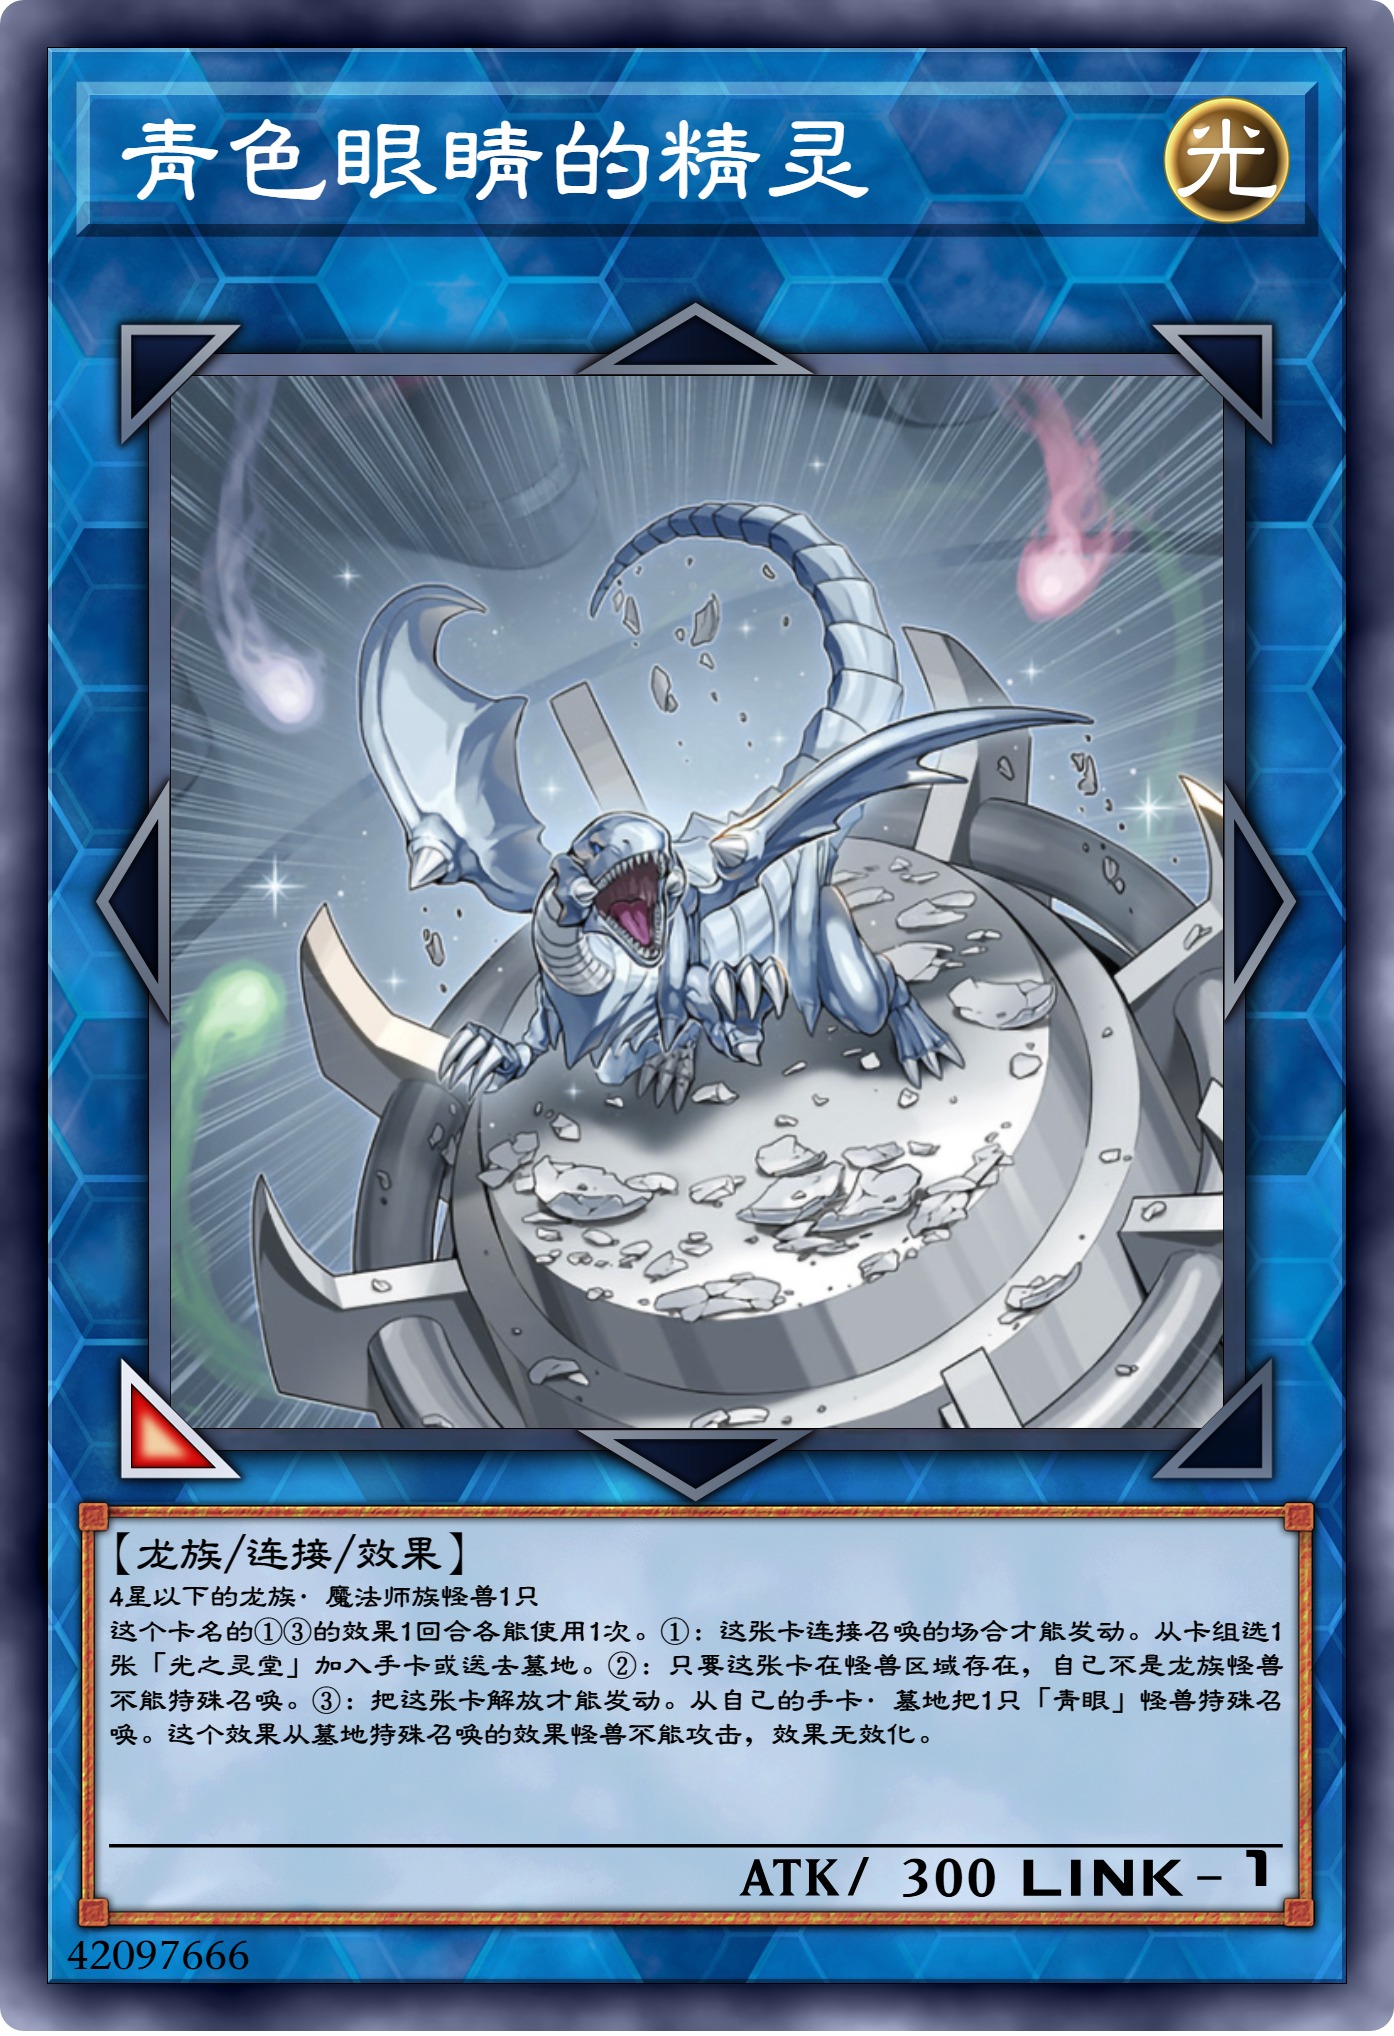 青色眼睛的精灵
光
【龙族/连接/效果】
4星以下的龙族·魔法师族怪兽1只
这个卡名的①③的效果1回合各能使用1次。①：这张卡连接召唤的场合才能发动。从卡组选1
张「光之灵堂」加入手卡或送去墓地。②：只要这张卡在怪兽区域存在，自己不是龙族怪兽
不能特殊召唤。③：把这张卡解放才能发动。从自己的手卡·墓地把1只「青眼」怪兽特殊召
唤。这个效果从墓地特殊召唤的效果怪兽不能攻击，效果无效化。
ATK/ 300 LINK-1
42097666